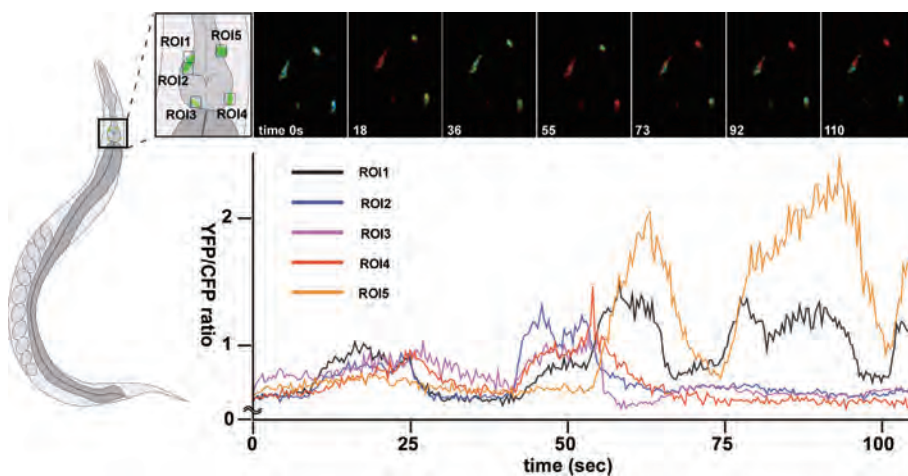 ROI1
ROI5
ROI2
ROI3
ROI4
time 0s
18
36
55
73
92
110
YFP/CFP ratio
2
1
0
ROI1
ROI2
ROI3
ROI4
ROI5
0
25
50
75
100
time (sec)